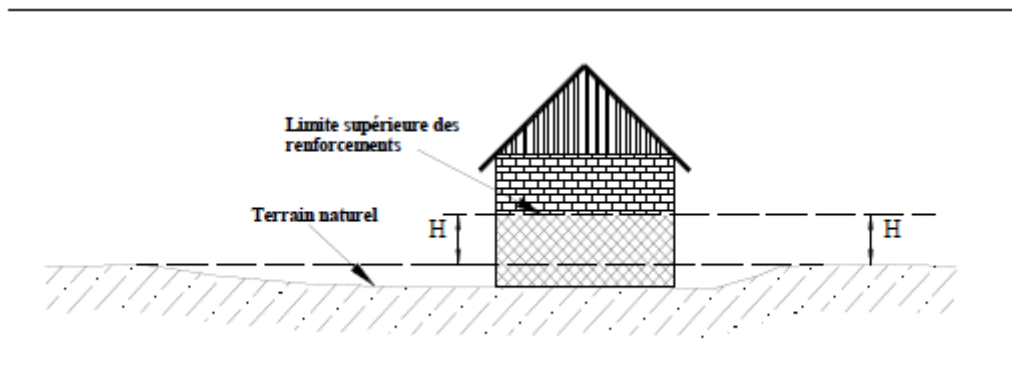 Limite supérieure des
renforcements
Terrain naturel
H
H